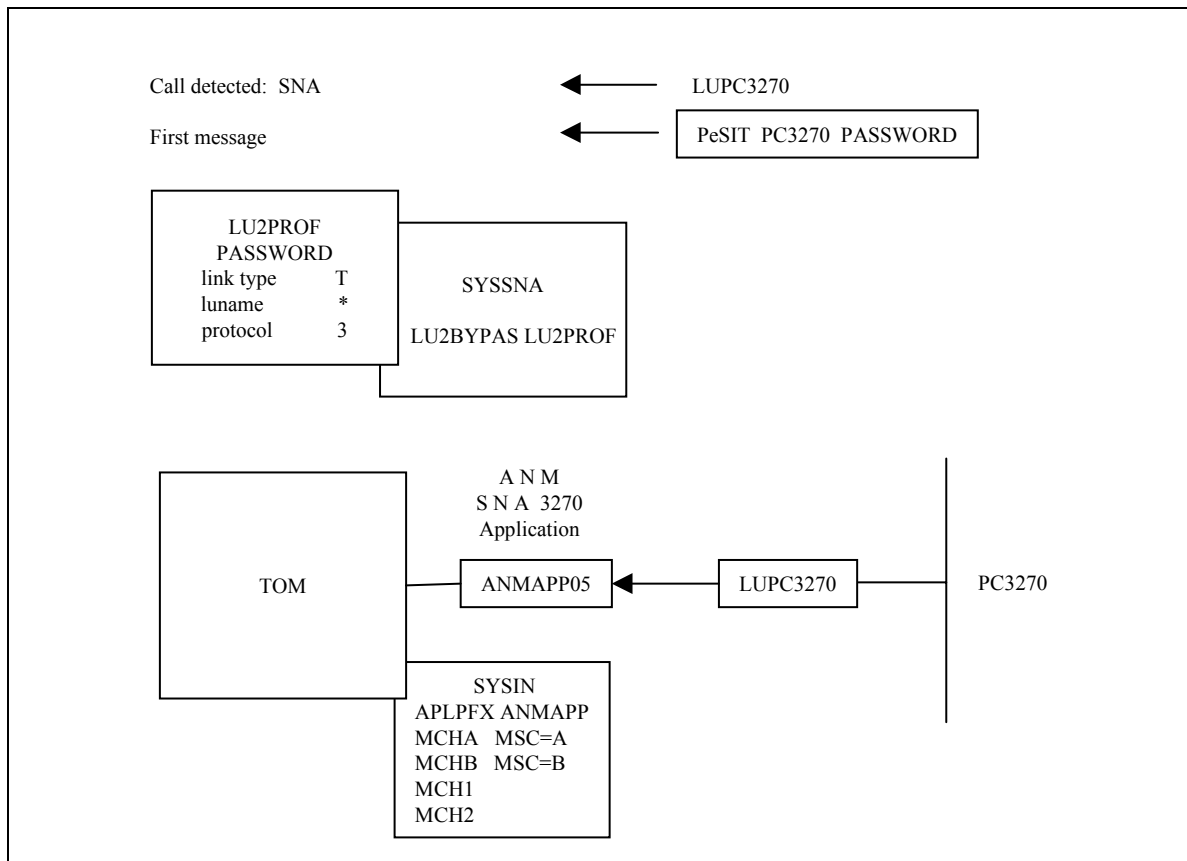 Call detected: SNA LUPC3270
First message PeSIT PC3270 PASSWORD
LU2PROF
PASSWORD
link type T
luname *
protocol 3
SYSSNA
LU2BYPAS LU2PROF
A N M
S N A 3270
Application
TOM
ANMAPP05
LUPC3270
PC3270
SYSIN
APLPFX ANMAPP
MCHA MSC=A
MCHB MSC=B
MCH1
MCH2